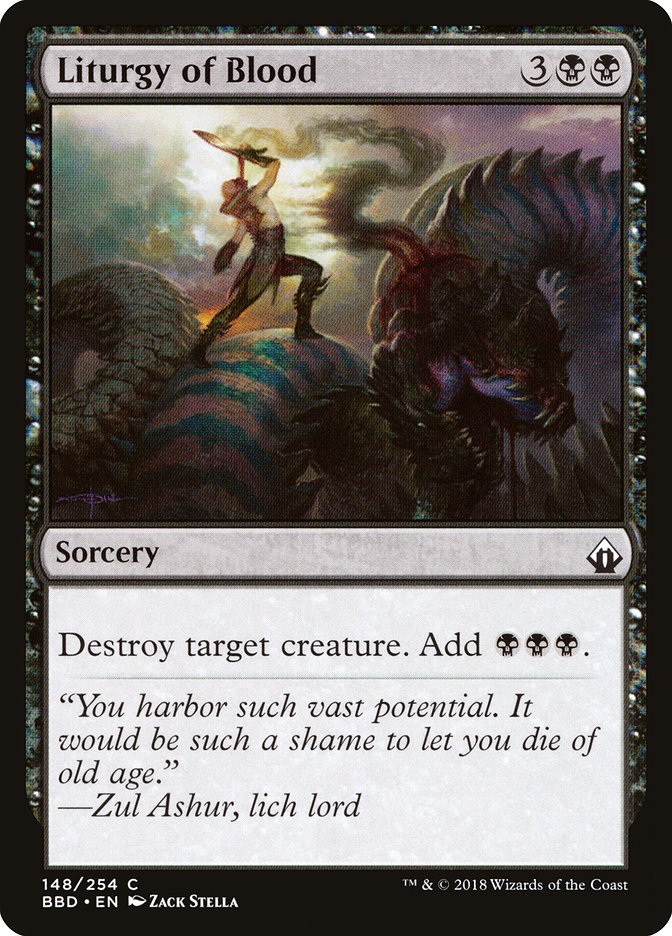 Liturgy of Blood 3
Sorcery
Destroy target creature. Add .
“You harbor such vast potential. It
would be such a shame to let you die of
old age.”
—Zul Ashur, lich lord
148/254 C
™ & © 2018 Wizards of the Coast
BBD • EN Zack Stella